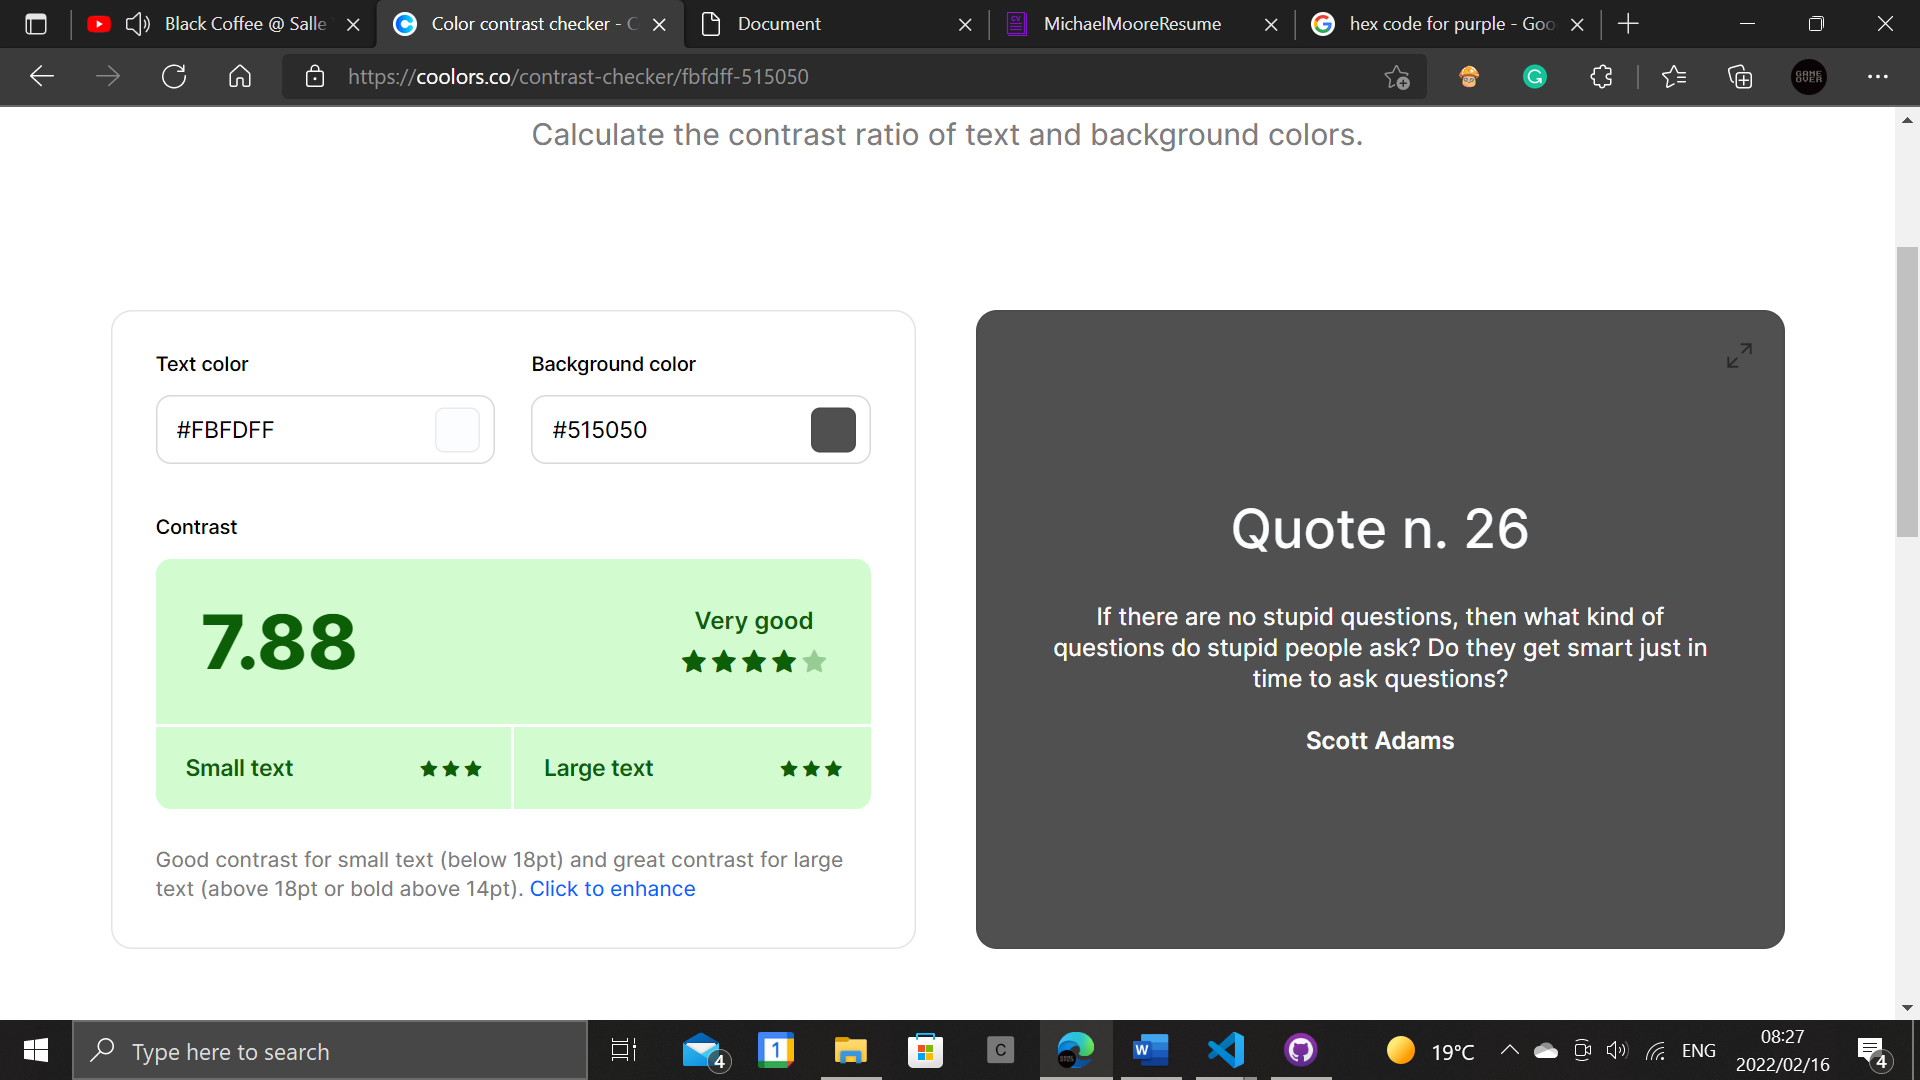 Black Coffee @ Salle
Color contrast checker - C
Document
MichaelMooreResume
hex code for purple - Goo
https://coolors.co/contrast-checker/fbfdff-515050
GAME
OVER
Calculate the contrast ratio of text and background colors.
Text color
Background color
#FBFDFF
#515050
Contrast
7.88
Very good
Small text
Large text
Good contrast for small text (below 18pt) and great contrast for large
text (above 18pt or bold above 14pt). Click to enhance
Quote n. 26
If there are no stupid questions, then what kind of
questions do stupid people ask? Do they get smart just in
time to ask questions?
Scott Adams
Type here to search
4
1
C
W
19°C
ENG
08:27
2022/02/16
4